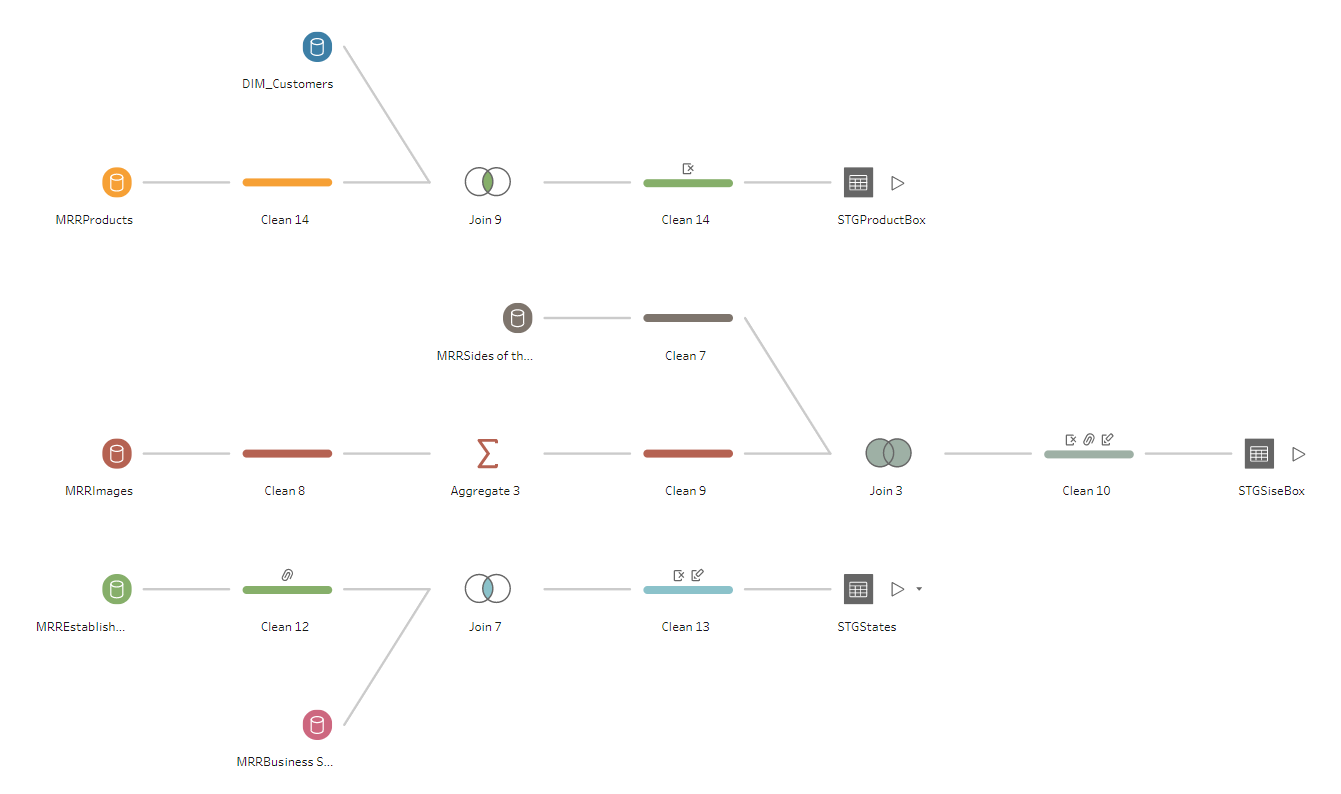 DIM_Customers
MRRProducts
Clean 14
Join 9
Clean 14
STGProductBox
MRRSides of th...
Clean 7
MRRImages
Clean 8
Aggregate 3
Clean 9
Join 3
Clean 10
STGSiseBox
MRREstablish...
Clean 12
Join 7
Clean 13
STGStates
MRRBusiness S...